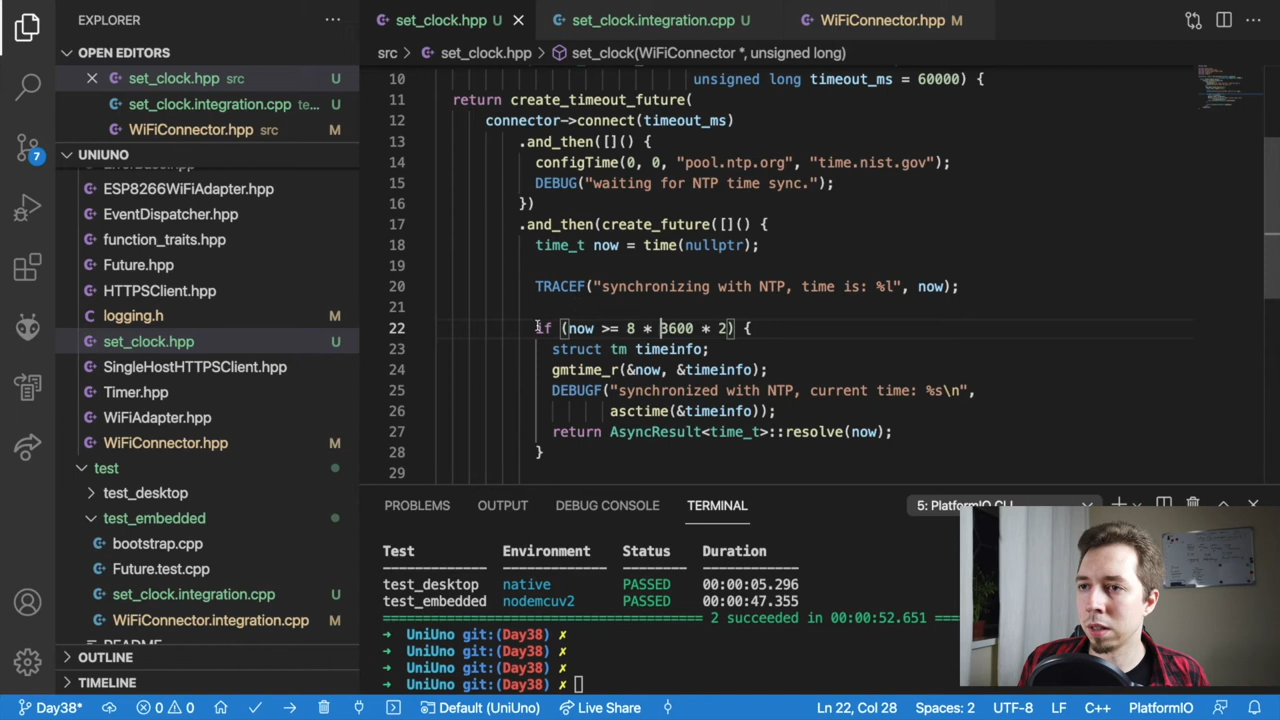 EXPLORER
OPEN EDITORS
set_clock.hpp src U
set_clock.integration.cpp te... U
WiFiConnector.hpp src M
UNIUNO
ESP8266WiFiAdapter.hpp
EventDispatcher.hpp
function_traits.hpp
Future.hpp
HTTPSClient.hpp
logging.h
set_clock.hpp U
SingleHostHTTPSClient.hpp
Timer.hpp
WiFiAdapter.hpp
WiFiConnector.hpp M
test
test_desktop
test_embedded
bootstrap.cpp
Future.test.cpp
set_clock.integration.cpp U
WiFiConnector.integration.cpp M
OUTLINE
TIMELINE
7
set_clock.hpp U
set_clock.integration.cpp U
WiFiConnector.hpp M
src > set_clock.hpp > set_clock(WiFiConnector *, unsigned long)
10 unsigned long timeout_ms = 60000) {
11 return create_timeout_future(
12 connector->connect(timeout_ms)
13 .and_then([]() {
14 configTime(0, 0, "pool.ntp.org", "time.nist.gov");
15 DEBUG("waiting for NTP time sync.");
16 })
17 .and_then(create_future([]() {
18 time_t now = time(nullptr);
19
20 TRACEF("synchronizing with NTP, time is: %l", now);
21
22 if (now >= 8 * 3600 * 2) {
23 struct tm timeinfo;
24 gmtime_r(&now, &timeinfo);
25 DEBUGF("synchronized with NTP, current time: %s\n",
26 asctime(&timeinfo));
27 return AsyncResult<time_t>::resolve(now);
28 }
29
PROBLEMS OUTPUT DEBUG CONSOLE TERMINAL 5: PlatformIO CLI
Test Environment Status Duration
test_desktop native PASSED 00:00:05.296
test_embedded nodemcuv2 PASSED 00:00:47.355
2 succeeded in 00:00:52.651
➜ UniUno git:(Day38) ✗
➜ UniUno git:(Day38) ✗
➜ UniUno git:(Day38) ✗
➜ UniUno git:(Day38) ✗
Day38* 0 0 Default (UniUno) Live Share Ln 22, Col 28 Spaces: 2 UTF-8 LF C++ PlatformIO